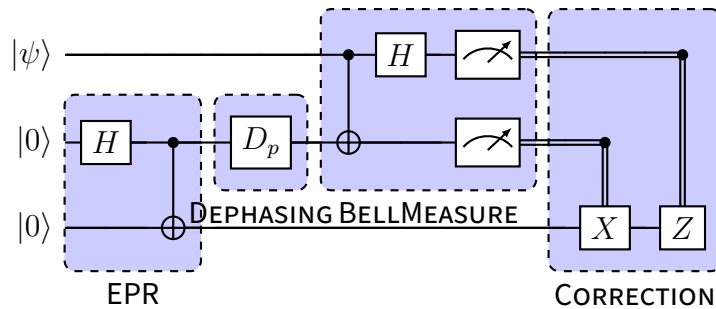 |ψ⟩ H
|0⟩ H D_p
DEPHASING BELLMEASURE
|0⟩ X Z
EPR CORRECTION